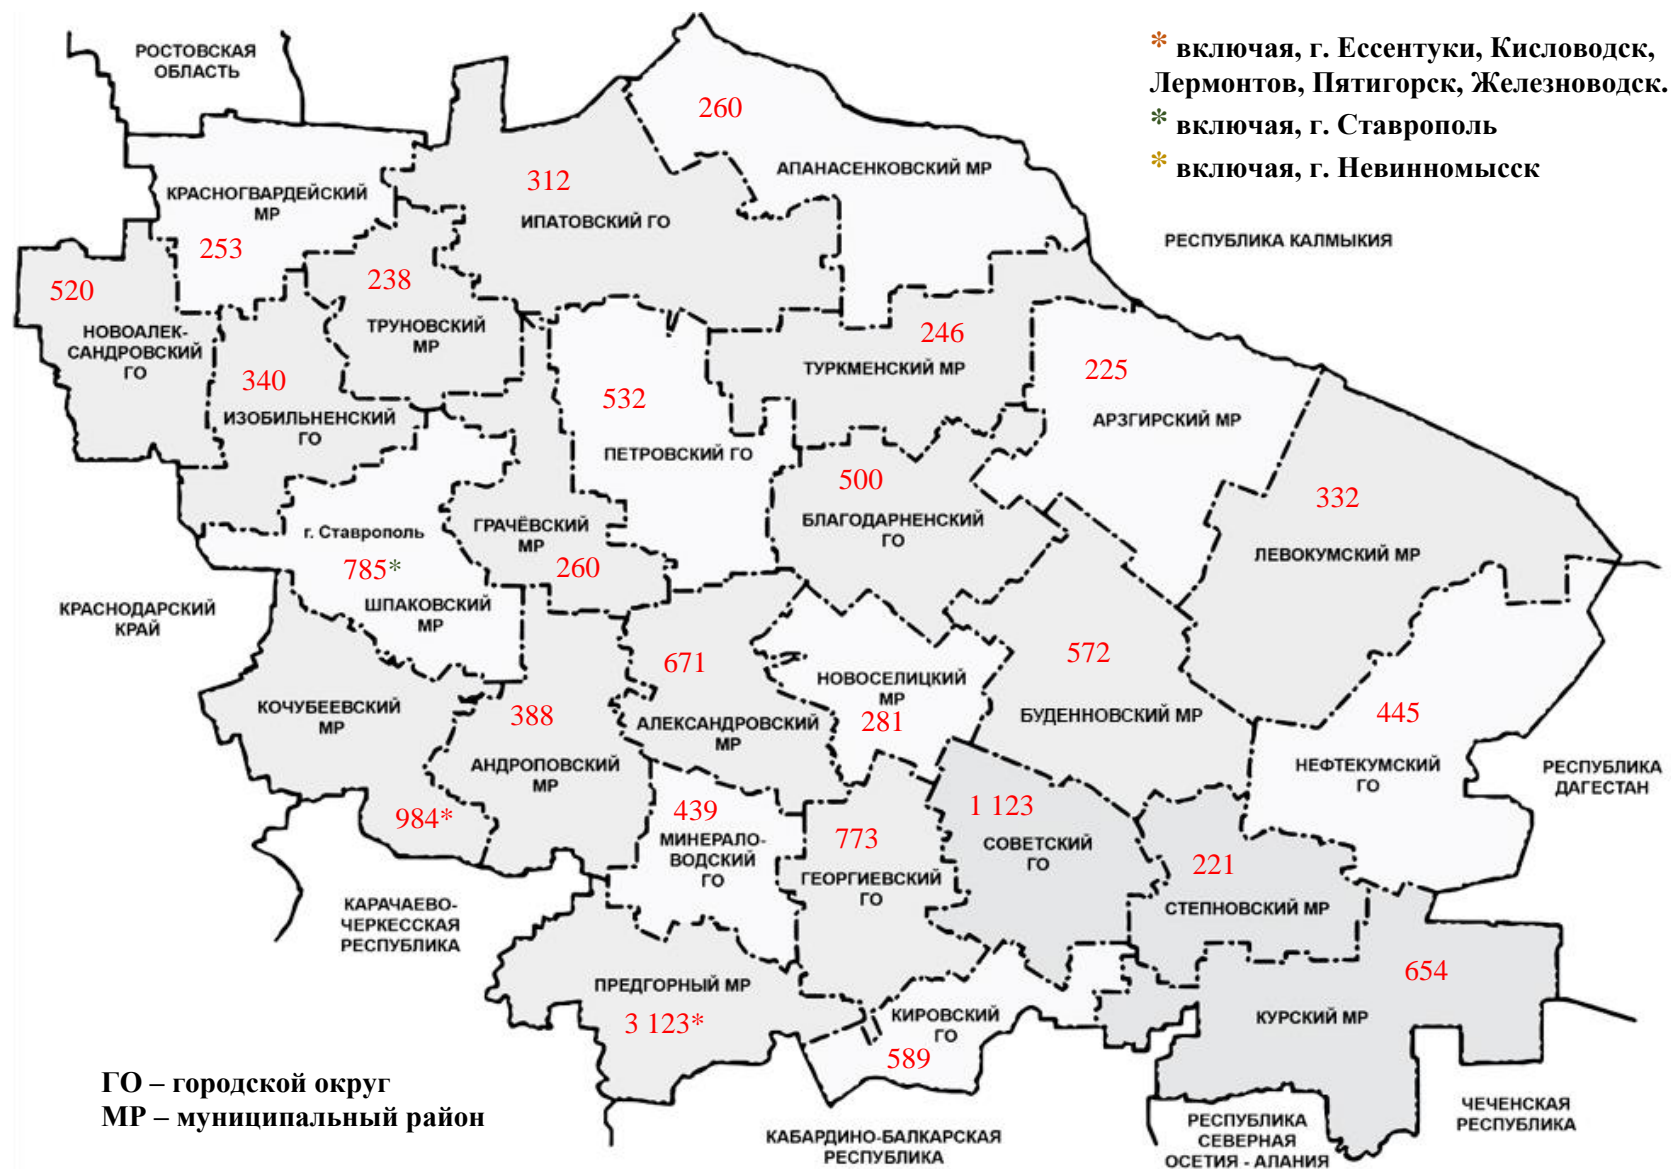 РОСТОВСКАЯ
ОБЛАСТЬ
* включая, г. Ессентуки, Кисловодск,
Лермонтов, Пятигорск, Железноводск.
* включая, г. Ставрополь
* включая, г. Невинномысск
260
АПАНАСЕНКОВСКИЙ МР
КРАСНОГВАРДЕЙСКИЙ
МР
253
312
ИПАТОВСКИЙ ГО
РЕСПУБЛИКА КАЛМЫКИЯ
520
НОВОАЛЕК-
САНДРОВСКИЙ
ГО
238
ТРУНОВСКИЙ
МР
246
ТУРКМЕНСКИЙ МР
225
АРЗГИРСКИЙ МР
340
ИЗОБИЛЬНЕНСКИЙ
ГО
532
ПЕТРОВСКИЙ ГО
500
БЛАГОДАРНЕНСКИЙ
ГО
332
ЛЕВОКУМСКИЙ МР
г. Ставрополь
785*
ШПАКОВСКИЙ
МР
ГРАЧЁВСКИЙ
МР
260
КРАСНОДАРСКИЙ
КРАЙ
671
АЛЕКСАНДРОВСКИЙ
МР
НОВОСЕЛИЦКИЙ
МР
281
572
БУДЕННОВСКИЙ МР
445
НЕФТЕКУМСКИЙ
ГО
КОЧУБЕЕВСКИЙ
МР
984*
388
АНДРОПОВСКИЙ
МР
РЕСПУБЛИКА
ДАГЕСТАН
439
МИНЕРАЛО-
ВОДСКИЙ
ГО
773
ГЕОРГИЕВСКИЙ
ГО
1 123
СОВЕТСКИЙ
ГО
221
СТЕПНОВСКИЙ МР
КАРАЧАЕВО-
ЧЕРКЕССКАЯ
РЕСПУБЛИКА
ПРЕДГОРНЫЙ МР
3 123*
КИРОВСКИЙ
ГО
589
654
КУРСКИЙ МР
ГО – городской округ
МР – муниципальный район
КАБАРДИНО-БАЛКАРСКАЯ
РЕСПУБЛИКА
РЕСПУБЛИКА
СЕВЕРНАЯ
ОСЕТИЯ - АЛАНИЯ
ЧЕЧЕНСКАЯ
РЕСПУБЛИКА